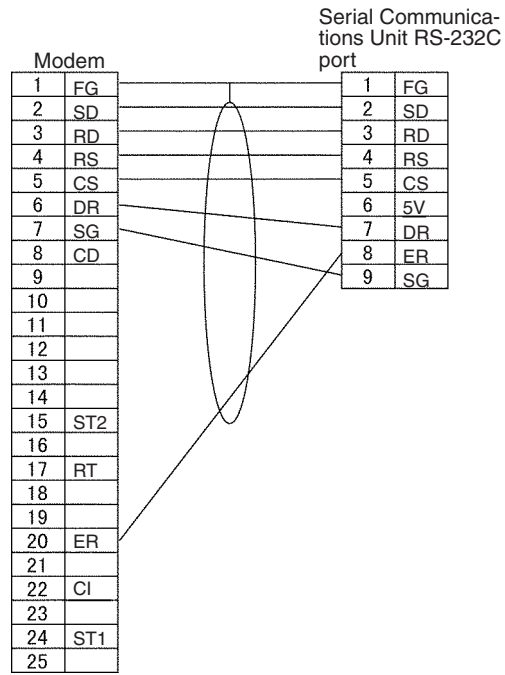 Serial Communica-
tions Unit RS-232C
port
Modem
1 FG
2 SD
3 RD
4 RS
5 CS
6 DR
7 SG
8 CD
9
10
11
12
13
14
15 ST2
16
17 RT
18
19
20 ER
21
22 CI
23
24 ST1
25
1 FG
2 SD
3 RD
4 RS
5 CS
6 5V
7 DR
8 ER
9 SG